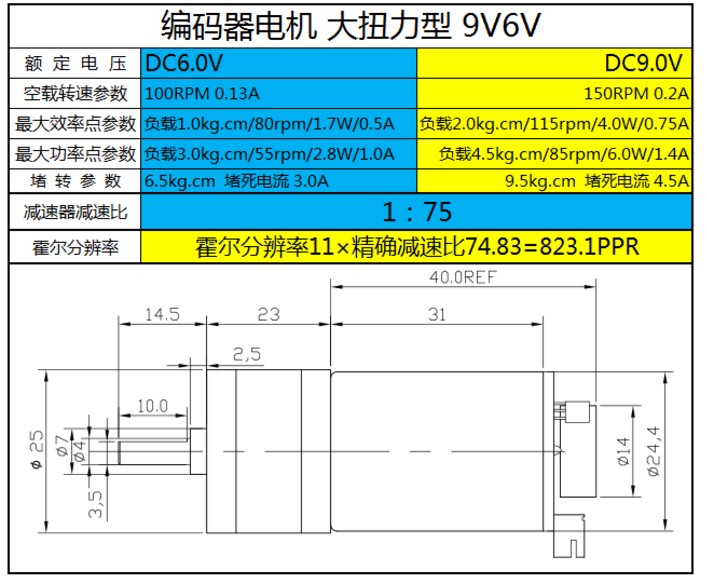 编码器电机 大扭力型 9V6V
额 定 电 压 DC6.0V DC9.0V
空载转速参数 100RPM 0.13A 150RPM 0.2A
最大效率点参数 负载1.0kg.cm/80rpm/1.7W/0.5A 负载2.0kg.cm/115rpm/4.0W/0.75A
最大功率点参数 负载3.0kg.cm/55rpm/2.8W/1.0A 负载4.5kg.cm/85rpm/6.0W/1.4A
堵 转 参 数 6.5kg.cm 堵死电流 3.0A 9.5kg.cm 堵死电流 4.5A
减速器减速比 1：75
霍尔分辨率 霍尔分辨率11×精确减速比74.83=823.1PPR
40.0REF
14.5 23 31
2,5
10.0
ϕ 25
ϕ7
ϕ4
3,5
ϕ14
ϕ24,4